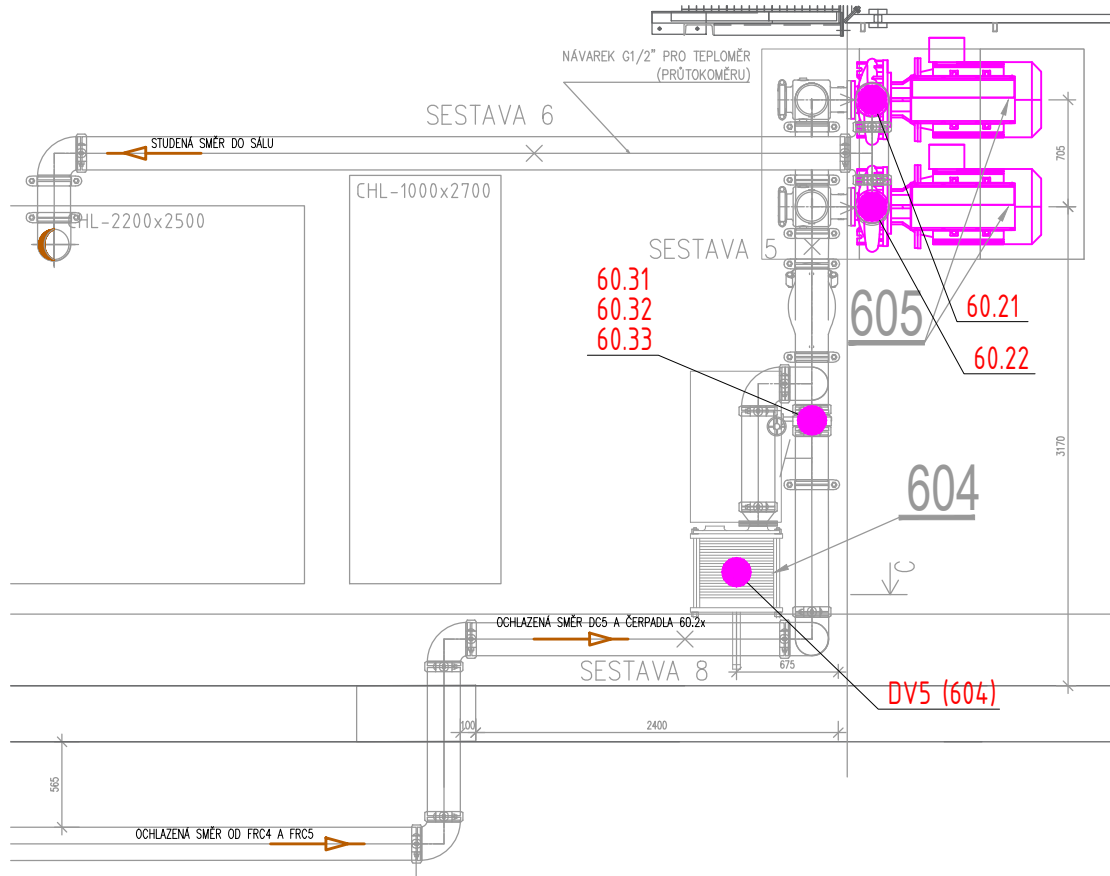 NÁVAREK G1/2" PRO TEPLOMĚR
(PRŮTOKOMĚRU)
SESTAVA 6
STUDENÁ SMĚR DO SÁLU
705
CHL-1000x2700
CHL-2200x2500
SESTAVA 5
60.31
60.32
60.33
605
60.21
60.22
3170
604
C
OCHLAZENÁ SMĚR DC5 A ČERPADLA 60.2x
SESTAVA 8
675
DV5 (604)
100
2400
565
OCHLAZENÁ SMĚR OD FRC4 A FRC5